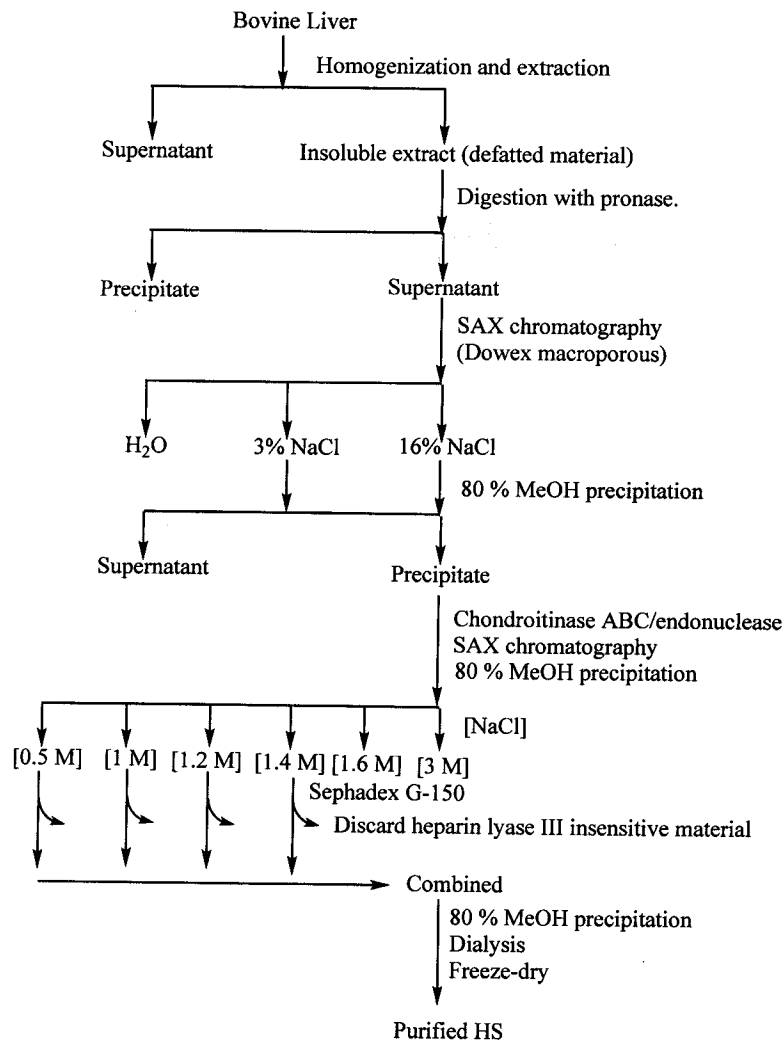 Bovine Liver
Homogenization and extraction
Supernatant
Insoluble extract (defatted material)
Digestion with pronase.
Precipitate
Supernatant
SAX chromatography
(Dowex macroporous)
H₂O
3% NaCl
16% NaCl
80 % MeOH precipitation
Supernatant
Precipitate
Chondroitinase ABC/endonuclease
SAX chromatography
80 % MeOH precipitation
[NaCl]
[0.5 M] [1 M] [1.2 M] [1.4 M] [1.6 M] [3 M]
Sephadex G-150
Discard heparin lyase III insensitive material
Combined
80 % MeOH precipitation
Dialysis
Freeze-dry
Purified HS